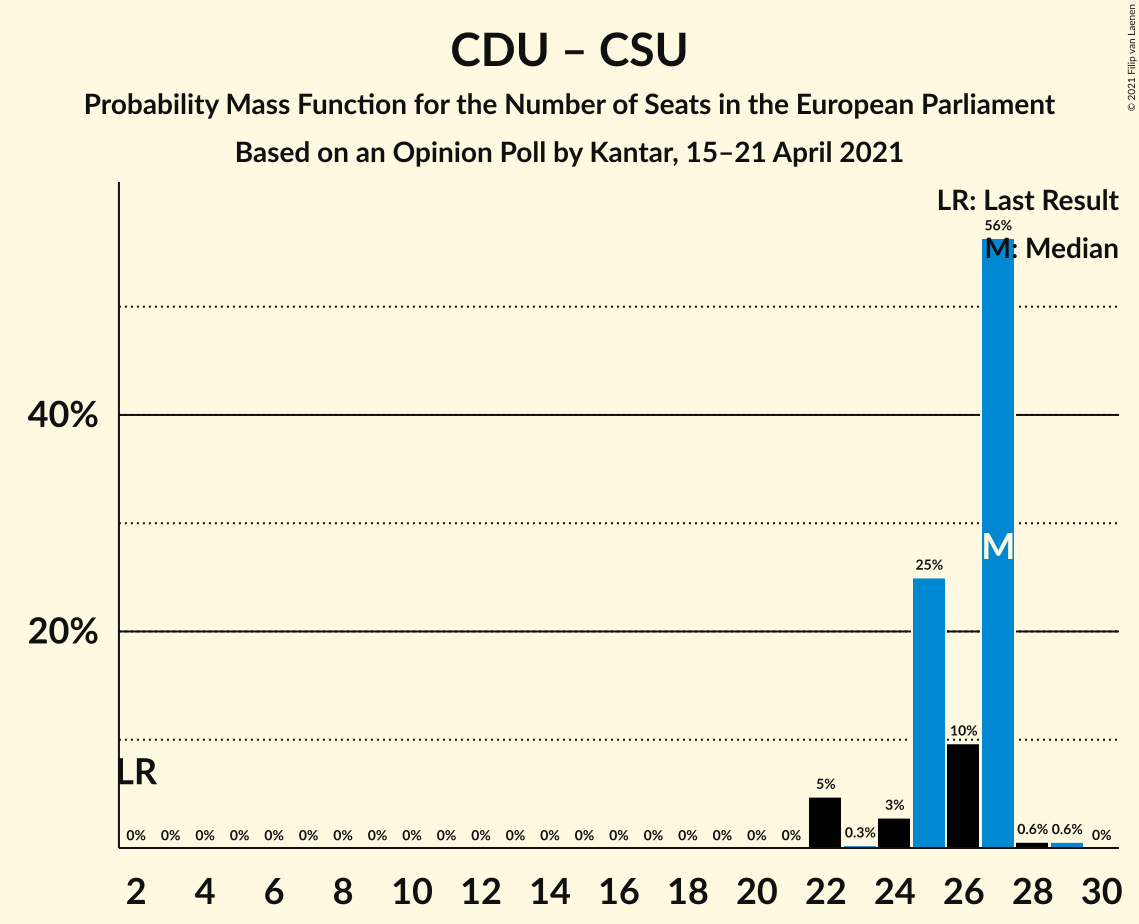 CDU – CSU
Probability Mass Function for the Number of Seats in the European Parliament
Based on an Opinion Poll by Kantar, 15–21 April 2021
© 2021 Filip van Laenen
LR: Last Result
M: Median
56%
40%
M
25%
20%
10%
LR
5%
3%
0% 0% 0% 0% 0% 0% 0% 0% 0% 0% 0% 0% 0% 0% 0% 0% 0% 0% 0% 0% 0.3% 0.6% 0.6% 0%
2 4 6 8 10 12 14 16 18 20 22 24 26 28 30